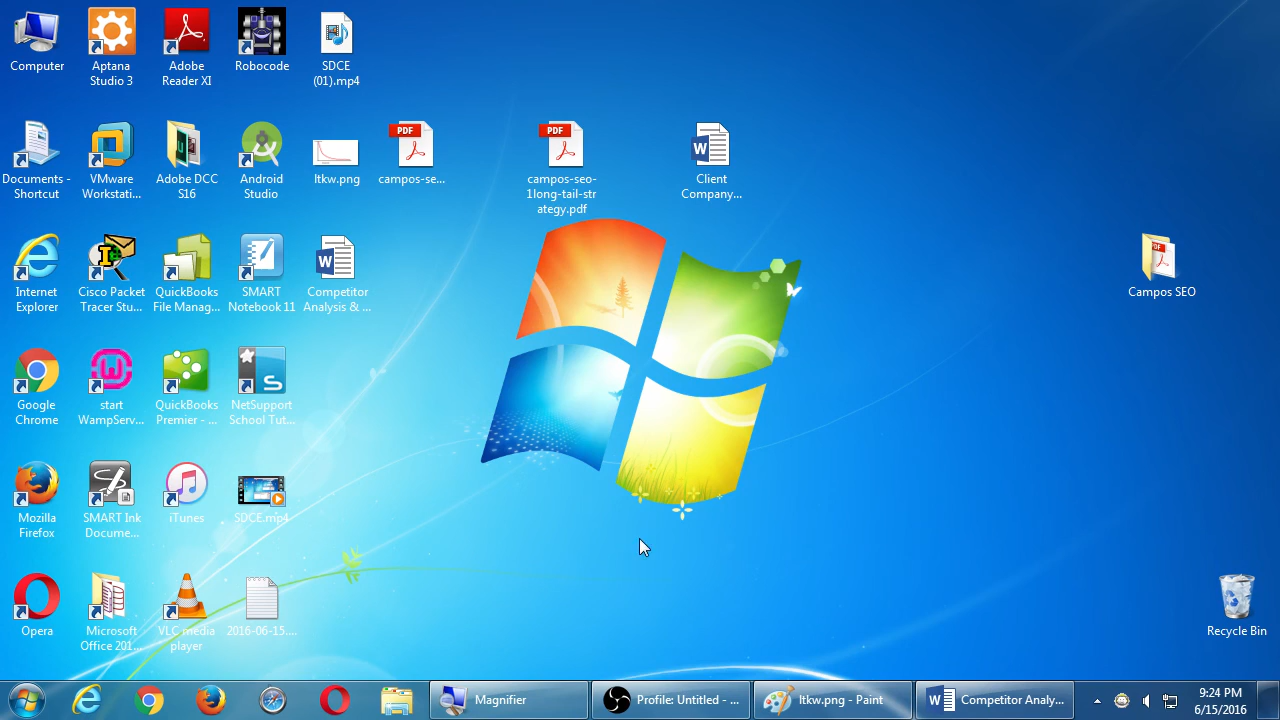 Computer
Aptana
Studio 3
Adobe
Reader XI
Robocode
SDCE
(01).mp4
Documents -
Shortcut
VMware
Workstati...
Adobe DCC
S16
Android
Studio
ltkw.png
campos-se...
campos-seo-
1long-tail-str
ategy.pdf
Client
Company...
Internet
Explorer
Cisco Packet
Tracer Stu...
QuickBooks
File Manag...
SMART
Notebook 11
Competitor
Analysis & ...
Campos SEO
Google
Chrome
start
WampServ...
QuickBooks
Premier - ...
NetSupport
School Tut...
Mozilla
Firefox
SMART Ink
Docume...
iTunes
SDCE.mp4
Opera
Microsoft
Office 201...
VLC media
player
2016-06-15....
Recycle Bin
PDF
PDF
PDF
Magnifier
Profile: Untitled - ...
ltkw.png - Paint
Competitor Analy...
9:24 PM
6/15/2016